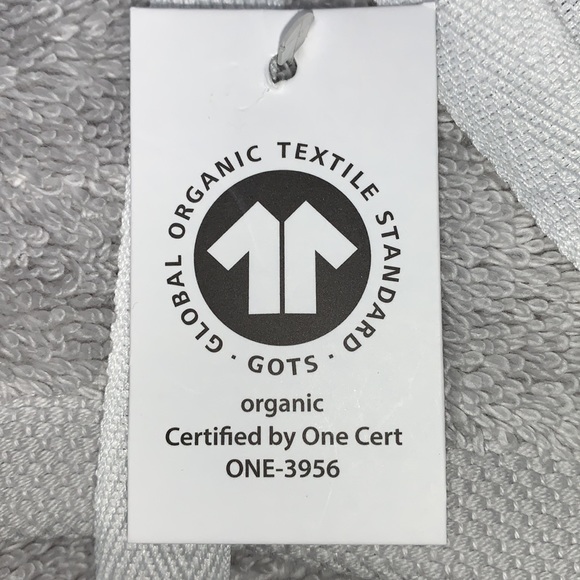 GLOBAL ORGANIC TEXTILE STANDARD · GOTS ·
organic
Certified by One Cert
ONE-3956